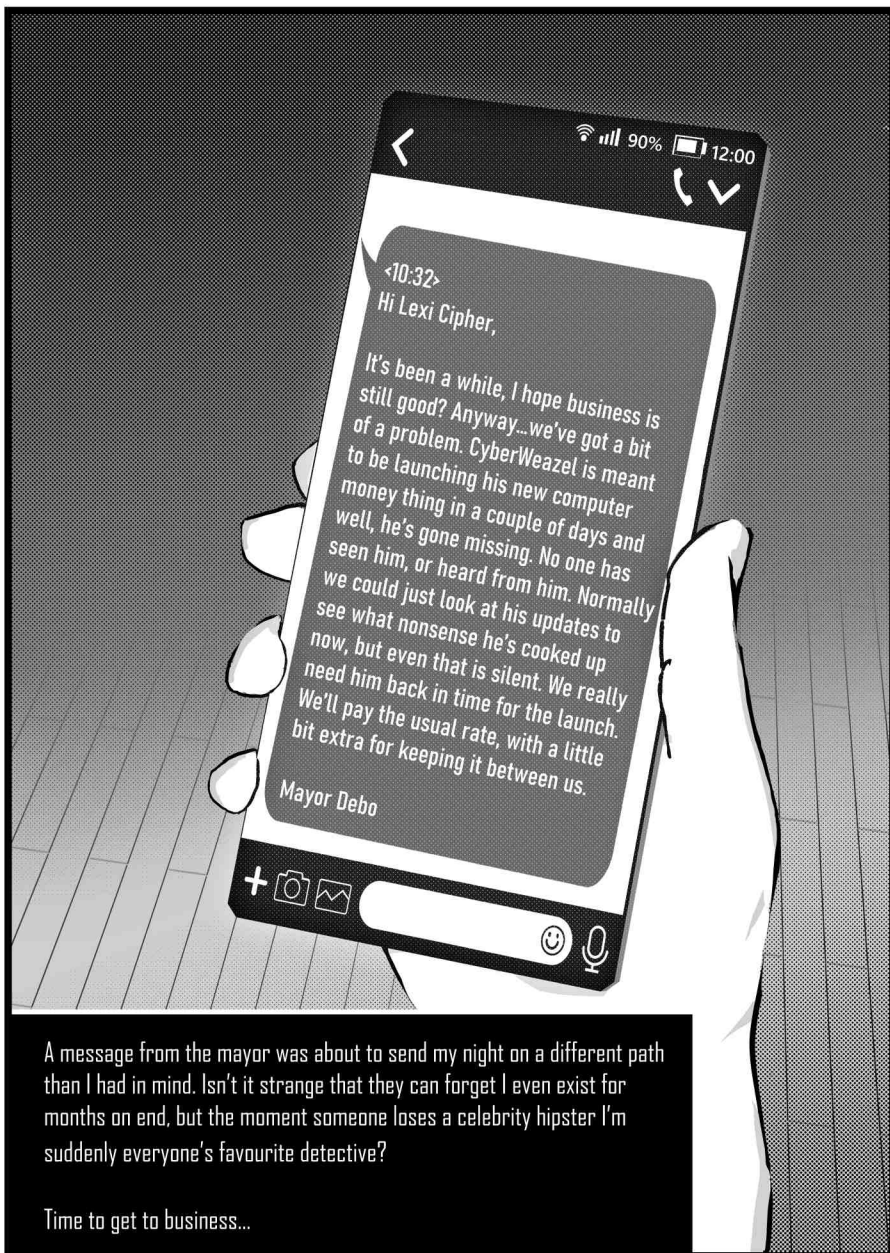 90% 12:00
<10:32>
Hi Lexi Cipher,
It's been a while, I hope business is
still good? Anyway...we've got a bit
of a problem. CyberWeazel is meant
to be launching his new computer
money thing in a couple of days and
well, he's gone missing. No one has
seen him, or heard from him. Normally
we could just look at his updates to
see what nonsense he's cooked up
now, but even that is silent. We really
need him back in time for the launch.
We'll pay the usual rate, with a little
bit extra for keeping it between us.
Mayor Debo
A message from the mayor was about to send my night on a different path
than I had in mind. Isn't it strange that they can forget I even exist for
months on end, but the moment someone loses a celebrity hipster I'm
suddenly everyone's favourite detective?
Time to get to business...